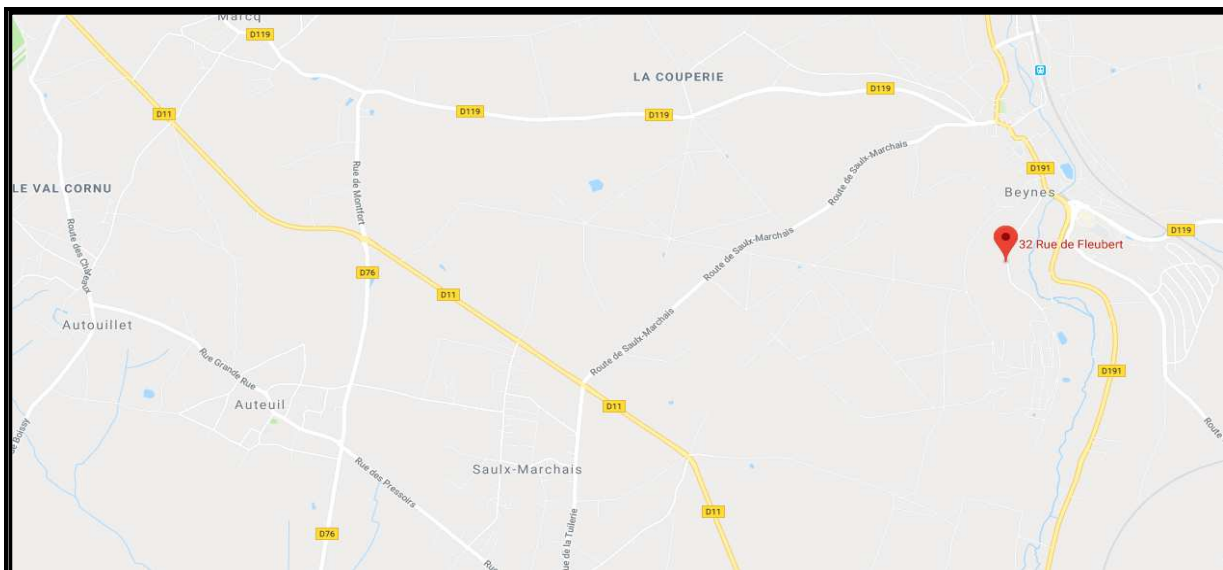 Marcq
D119
LA COUPERIE
D119
D11
D119
D119
Route de Saulx-Marchais
Rue de Montfort
D191
LE VAL CORNU
Beynes
Route des Châteaux
D119
Route de Saulx-Marchais
32 Rue de Fleubert
D76
D11
Autouillet
Route de Saulx-Marchais
Rue Grande Rue
D191
Auteuil
D11
de Boissy
Route
Saulx-Marchais
Rue des Pressoirs
D11
D76
Rue de la Tuilerie